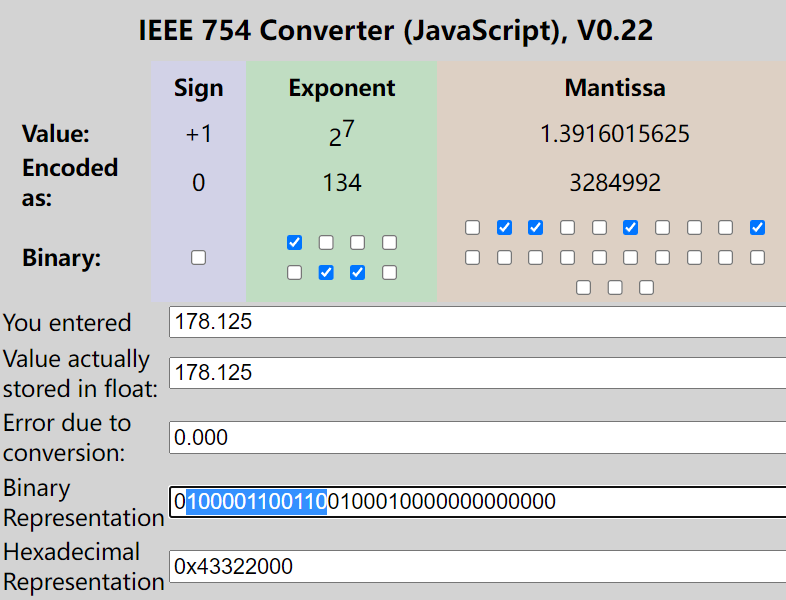 IEEE 754 Converter (JavaScript), V0.22
Sign Exponent Mantissa
Value: +1 2^7 1.3916015625
Encoded as: 0 134 3284992
Binary:
You entered 178.125
Value actually stored in float: 178.125
Error due to conversion: 0.000
Binary Representation 01000011001100100010000000000000
Hexadecimal Representation 0x43322000